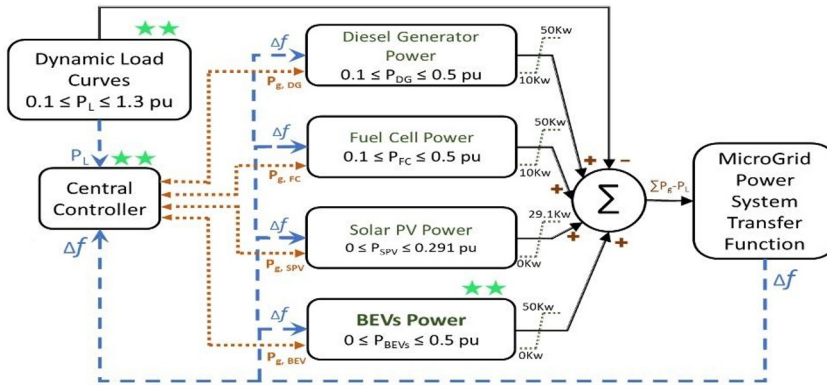 Dynamic Load
Curves
0.1 ≤ P_L ≤ 1.3 pu
P_L
Central
Controller
Δf
Δf
P_g, DG
Diesel Generator
Power
0.1 ≤ P_DG ≤ 0.5 pu
50Kw
10Kw
Δf
P_g, FC
Fuel Cell Power
0.1 ≤ P_FC ≤ 0.5 pu
50Kw
10Kw
Δf
P_g, SPV
Solar PV Power
0 ≤ P_SPV ≤ 0.291 pu
29.1Kw
0Kw
Δf
P_g, BEV
BEVs Power
0 ≤ P_BEVs ≤ 0.5 pu
50Kw
0Kw
+
−
+
+
+
Σ
ΣP_g-P_L
MicroGrid
Power
System
Transfer
Function
Δf